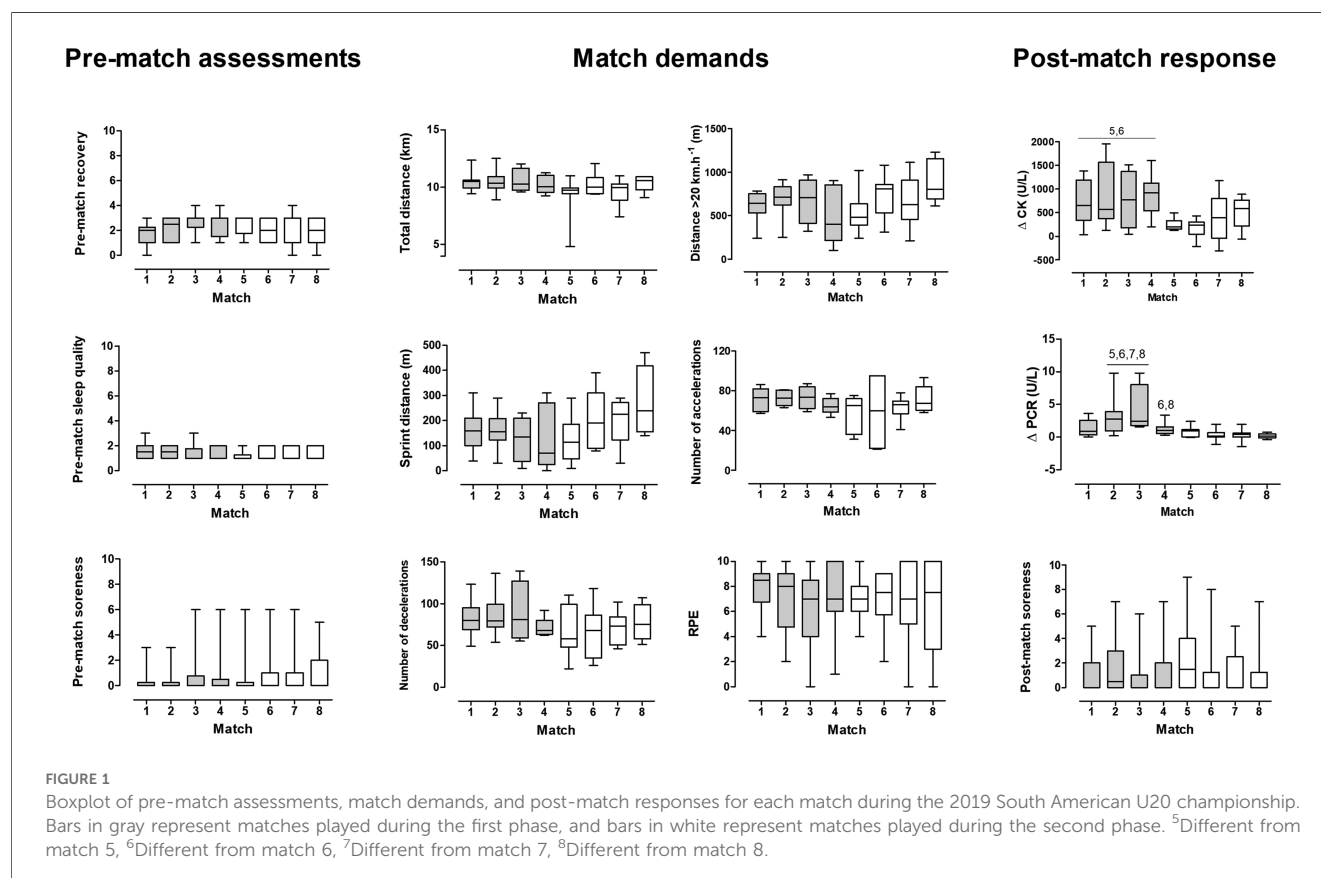 Pre-match assessments
Match demands
Post-match response
Pre-match recovery
10
8
6
4
2
0
1 2 3 4 5 6 7 8
Match
Total distance (km)
15
10
5
1 2 3 4 5 6 7 8
Match
Distance >20 km.h⁻¹ (m)
1500
1000
500
0
1 2 3 4 5 6 7 8
Match
Δ CK (U/L)
2000
1500
1000
500
0
-500
5,6
1 2 3 4 5 6 7 8
Match
Pre-match sleep quality
10
8
6
4
2
0
1 2 3 4 5 6 7 8
Match
Sprint distance (m)
500
400
300
200
100
0
1 2 3 4 5 6 7 8
Match
Number of accelerations
120
80
40
0
1 2 3 4 5 6 7 8
Match
Δ PCR (U/L)
15
10
5
0
-5
5,6,7,8
6,8
1 2 3 4 5 6 7 8
Match
Pre-match soreness
10
8
6
4
2
0
1 2 3 4 5 6 7 8
Match
Number of decelerations
150
100
50
0
1 2 3 4 5 6 7 8
Match
RPE
10
8
6
4
2
0
1 2 3 4 5 6 7 8
Match
Post-match soreness
10
8
6
4
2
0
1 2 3 4 5 6 7 8
Match
FIGURE 1
Boxplot of pre-match assessments, match demands, and post-match responses for each match during the 2019 South American U20 championship.
Bars in gray represent matches played during the first phase, and bars in white represent matches played during the second phase. ⁵Different from
match 5, ⁶Different from match 6, ⁷Different from match 7, ⁸Different from match 8.